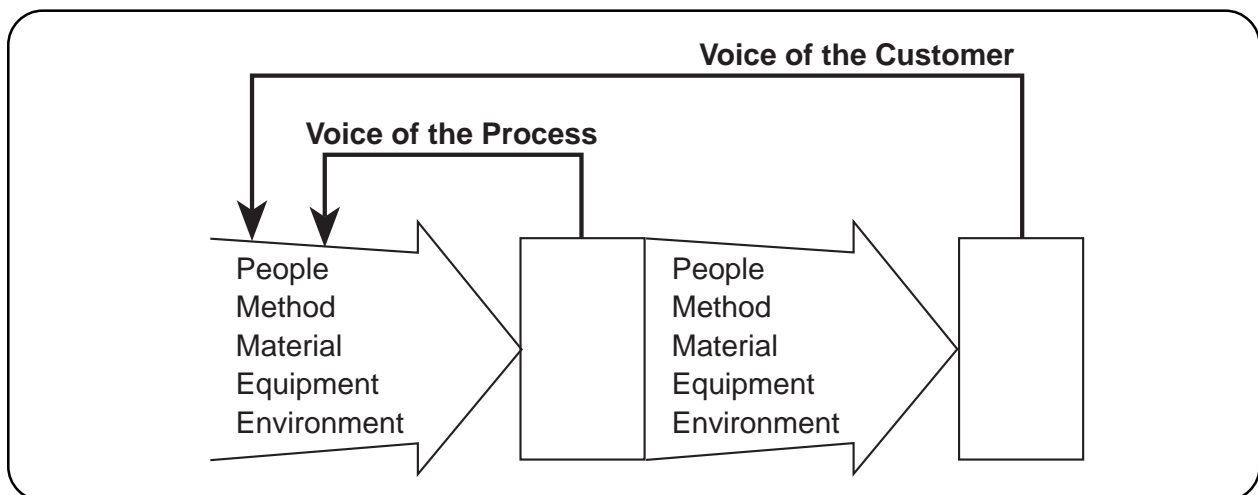 Voice of the Customer
Voice of the Process
People
Method
Material
Equipment
Environment
People
Method
Material
Equipment
Environment